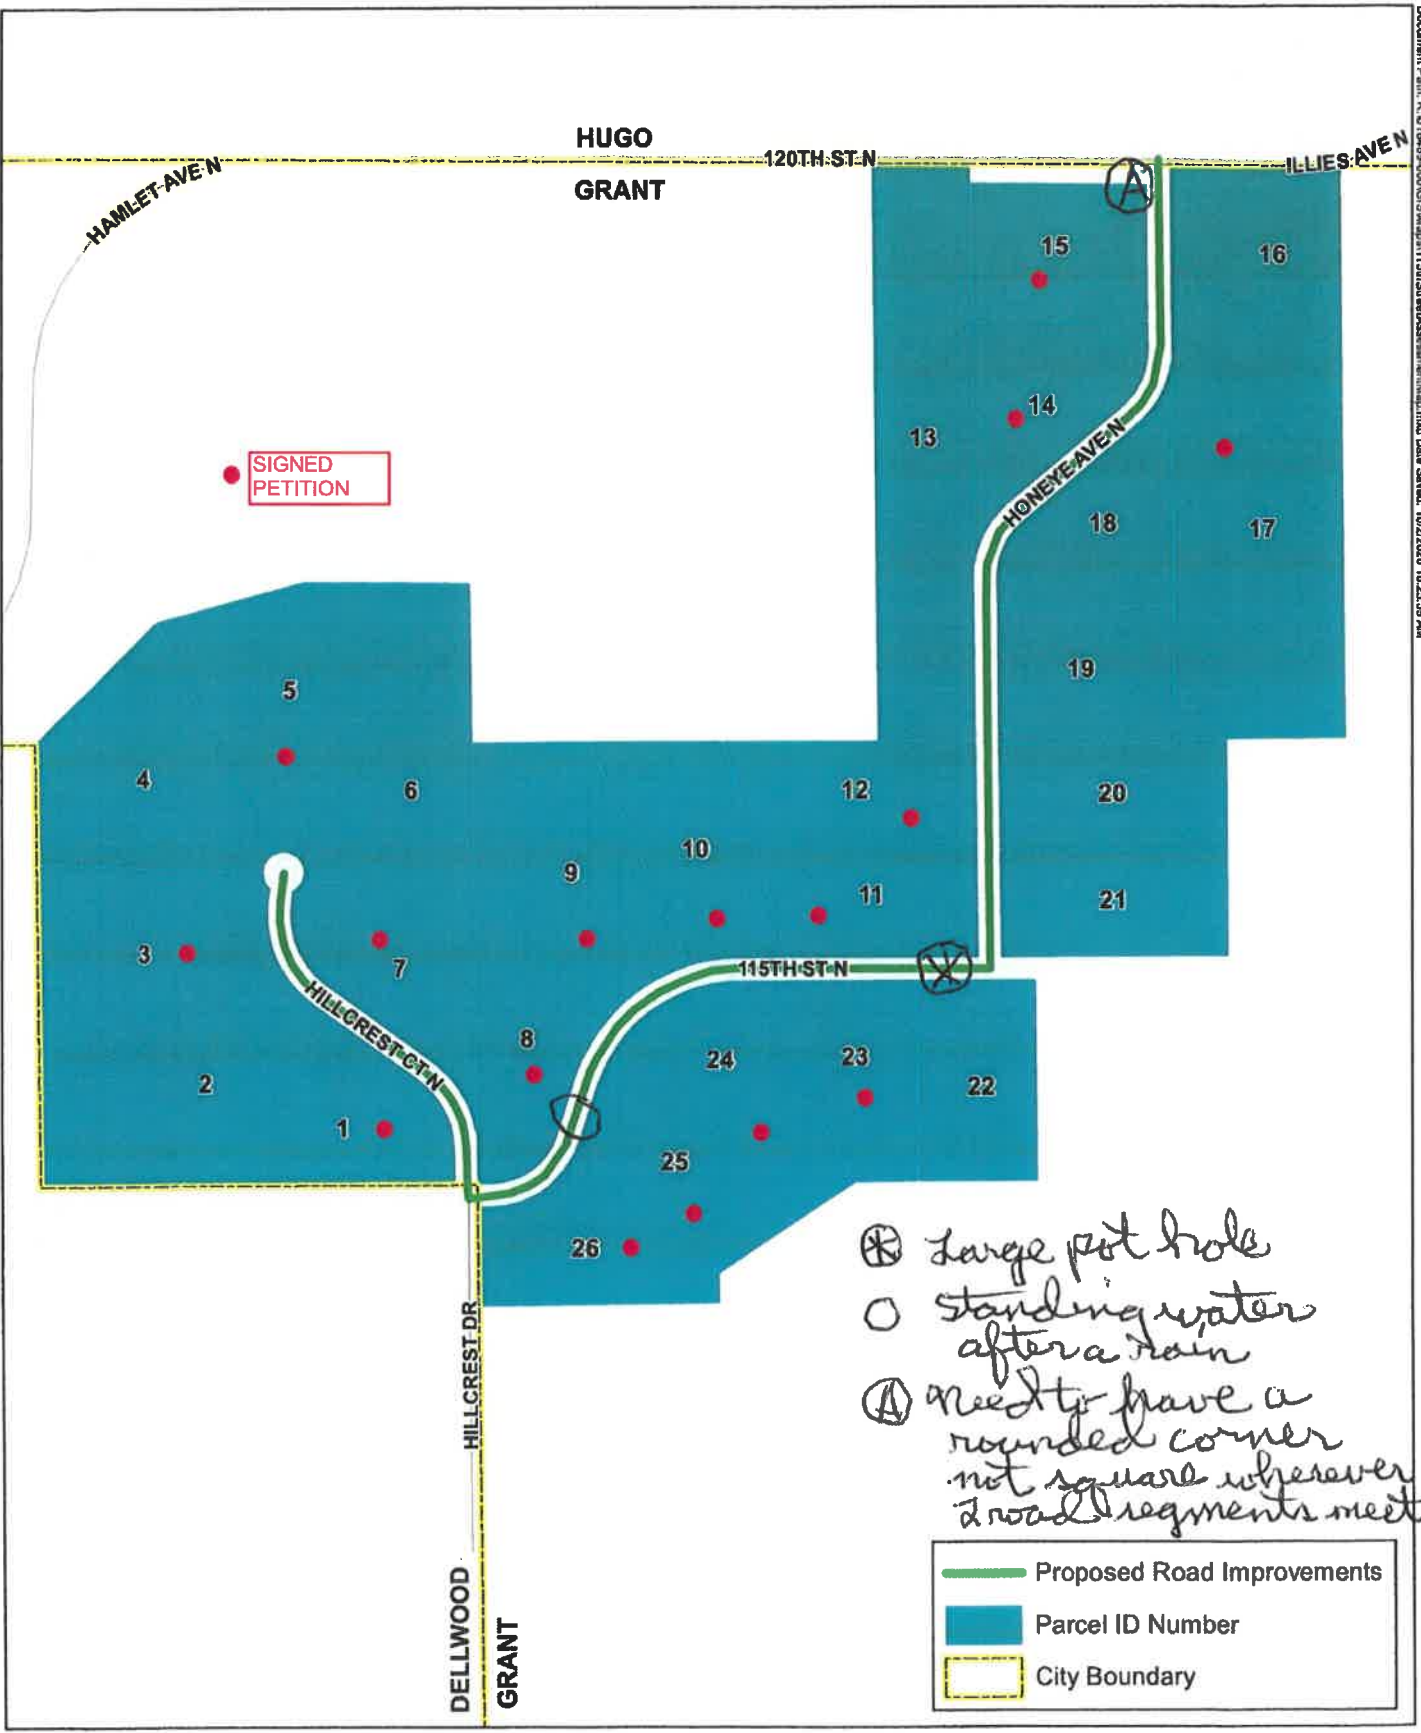 HUGO
120TH ST N
ILLIES AVE N
GRANT
HAMLET AVE N
A
15
16
14
13
HONEYE AVE N
SIGNED
PETITION
18
17
19
5
4
6
12
20
10
9
11
21
3
7
115TH ST N
HILLCREST CT N
8
24
23
22
2
1
25
26
Large pot hole
standing water
after a rain
A Need to have a
rounded corner
not square wherever
2 road segments meet
HILLCREST DR
DELLWOOD
GRANT
Proposed Road Improvements
Parcel ID Number
City Boundary